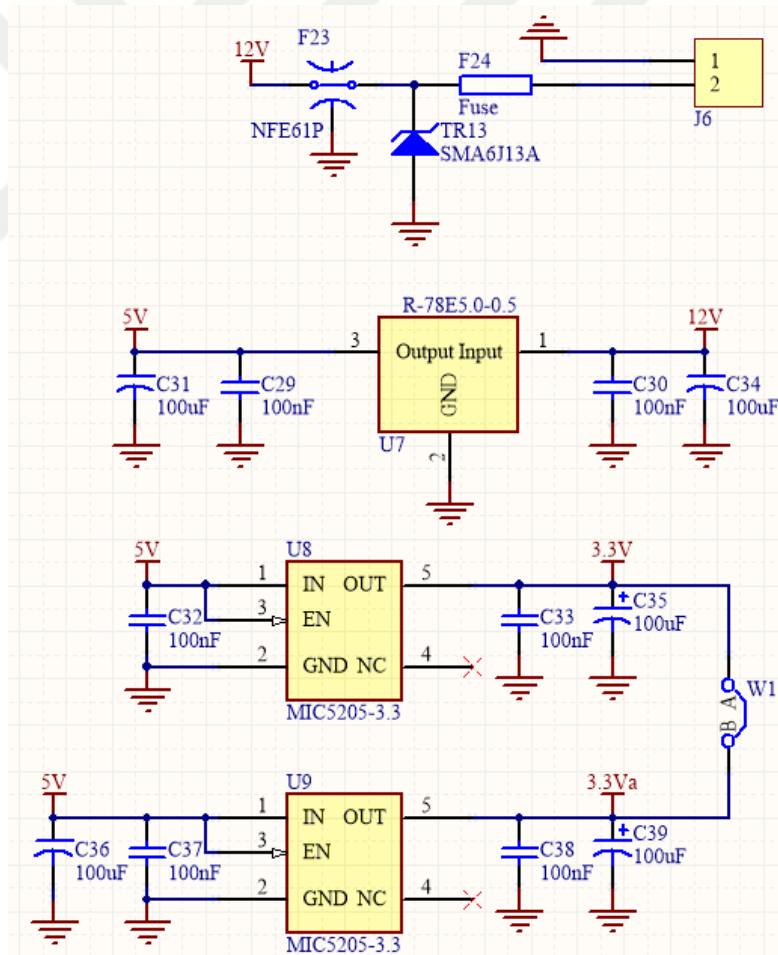 F23
12V
NFE61P
F24
Fuse
TR13
SMA6J13A
1
2
J6
R-78E5.0-0.5
5V
3
Output Input
1
12V
GND
C31
100uF
C29
100nF
C30
100nF
C34
100uF
U7
2
U8
5V
1
IN OUT
5
3.3V
3
EN
C32
100nF
C33
100nF
C35
100uF
2
GND NC
4
MIC5205-3.3
A
B
W1
U9
5V
1
IN OUT
5
3.3Va
3
EN
C36
100uF
C37
100nF
C38
100nF
C39
100uF
2
GND NC
4
MIC5205-3.3